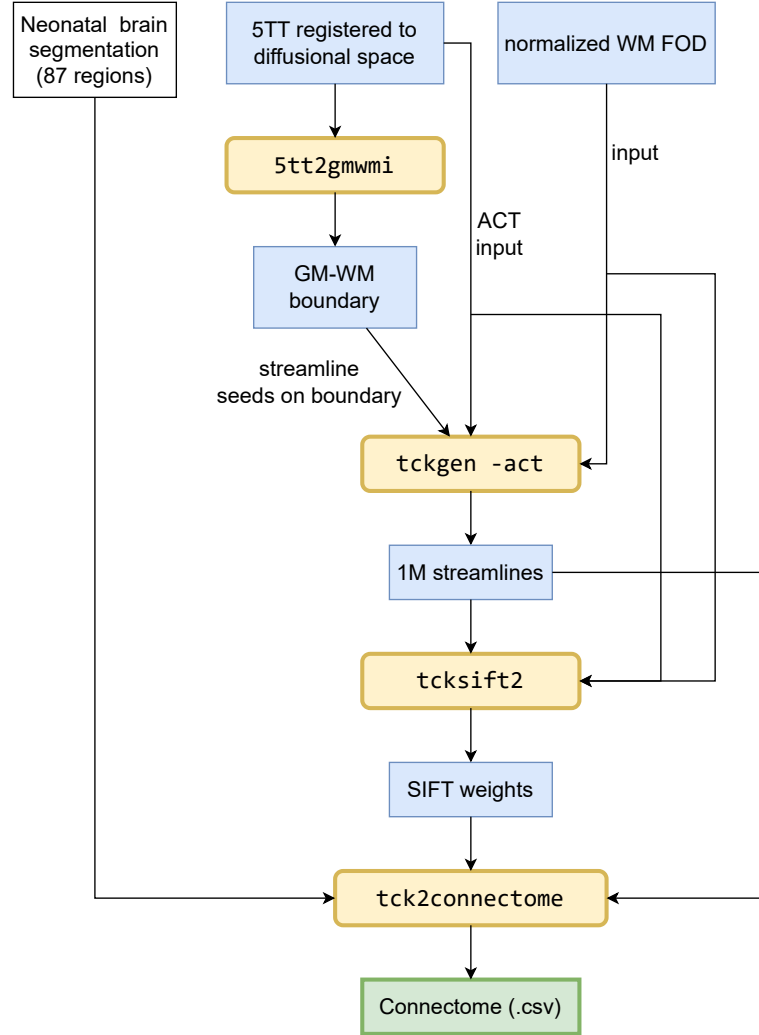 Neonatal brain
segmentation
(87 regions)
5TT registered to
diffusional space
normalized WM FOD
5tt2gmwmi
input
ACT
input
GM-WM
boundary
streamline
seeds on boundary
tckgen -act
1M streamlines
tcksift2
SIFT weights
tck2connectome
Connectome (.csv)